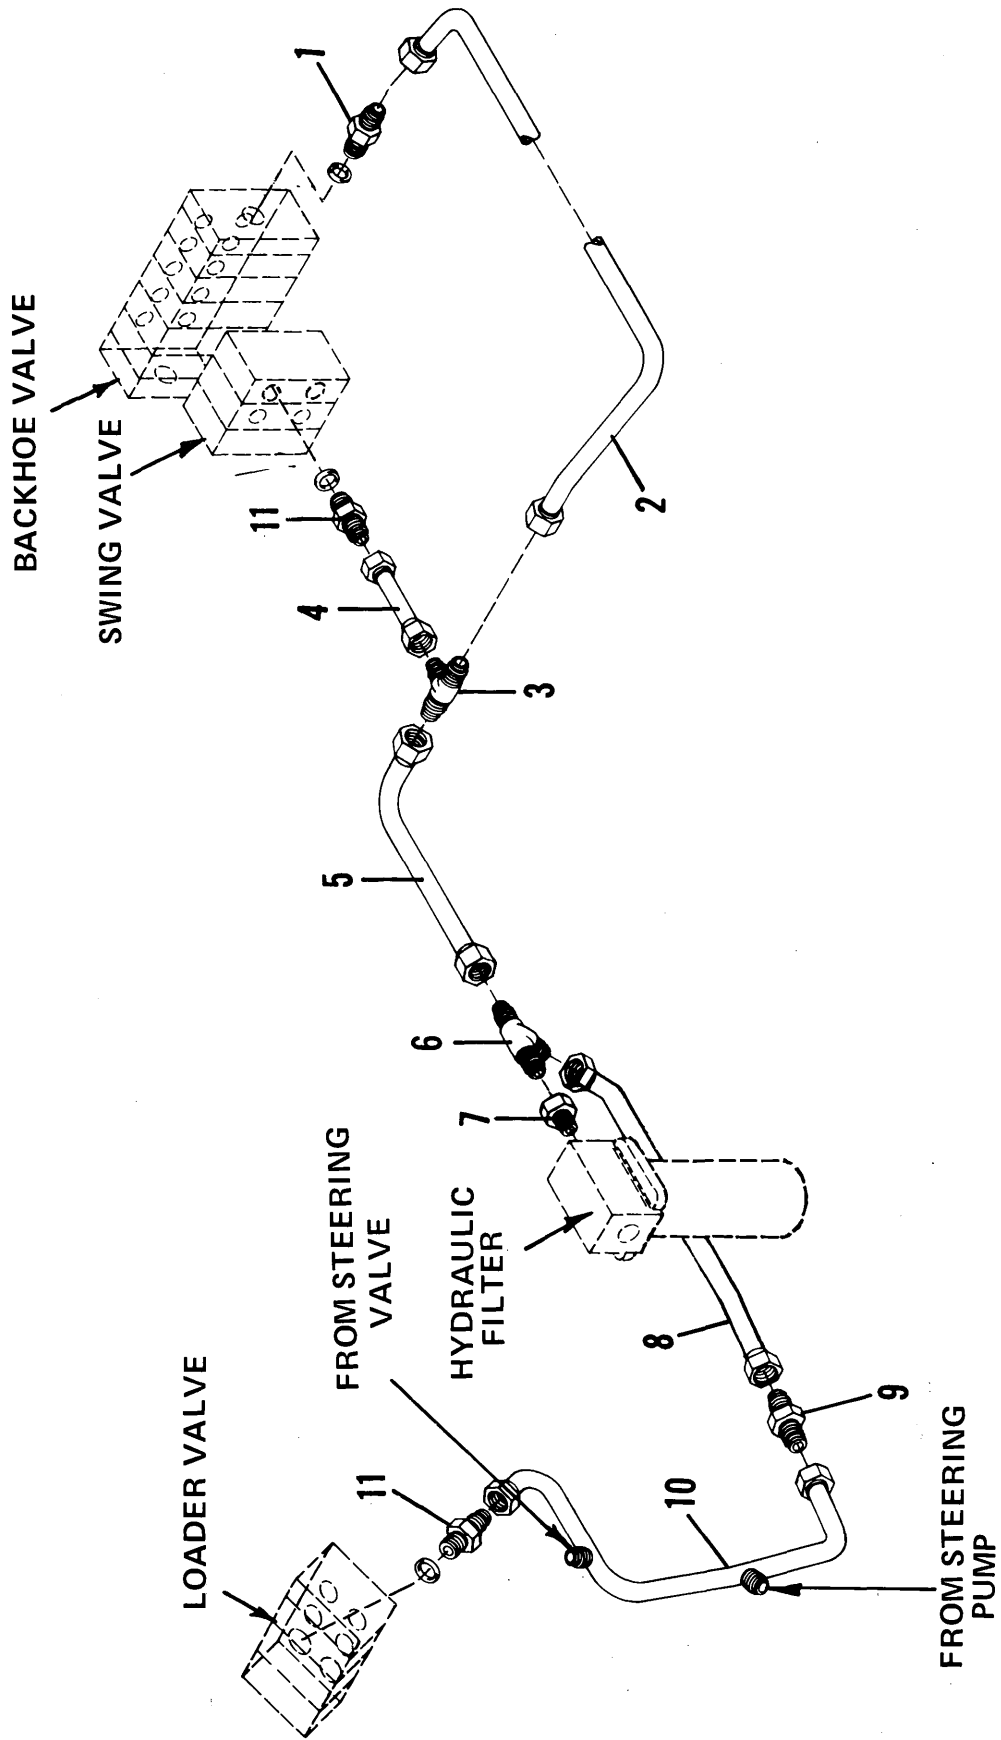 BACKHOE VALVE
SWING VALVE
1
11
4
2
3
5
6
7
FROM STEERING
VALVE
HYDRAULIC
FILTER
8
9
LOADER VALVE
11
10
FROM STEERING
PUMP